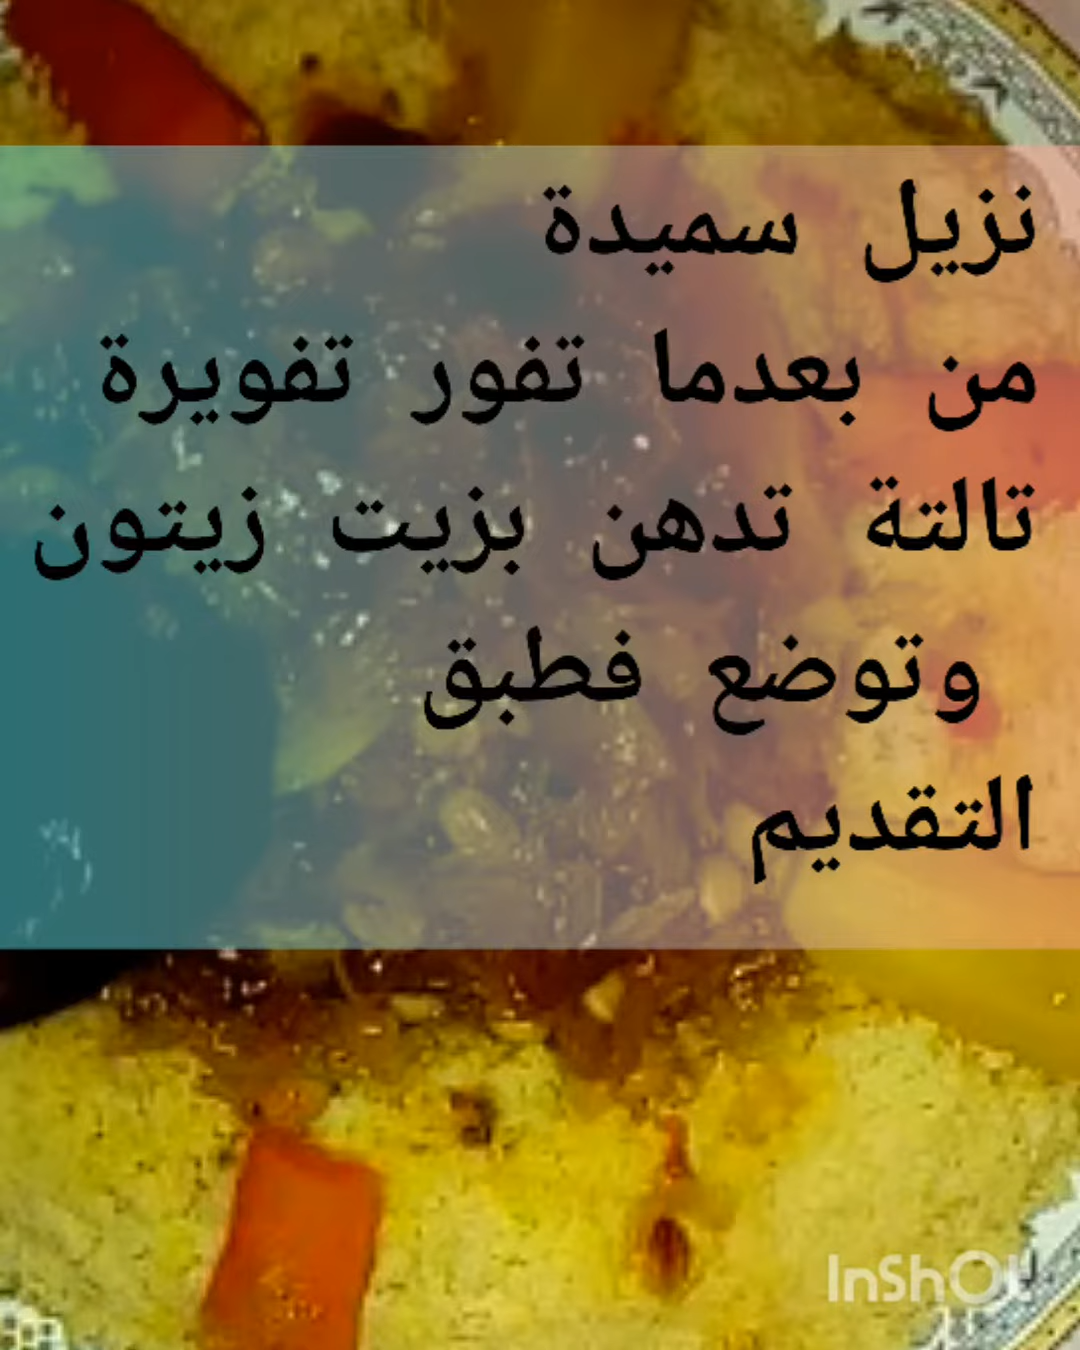 نزيل سميدة
من بعدما تفور تفويرة
تالتة تدهن بزيت زيتون
وتوضع فطبق
التقديم
InShOt